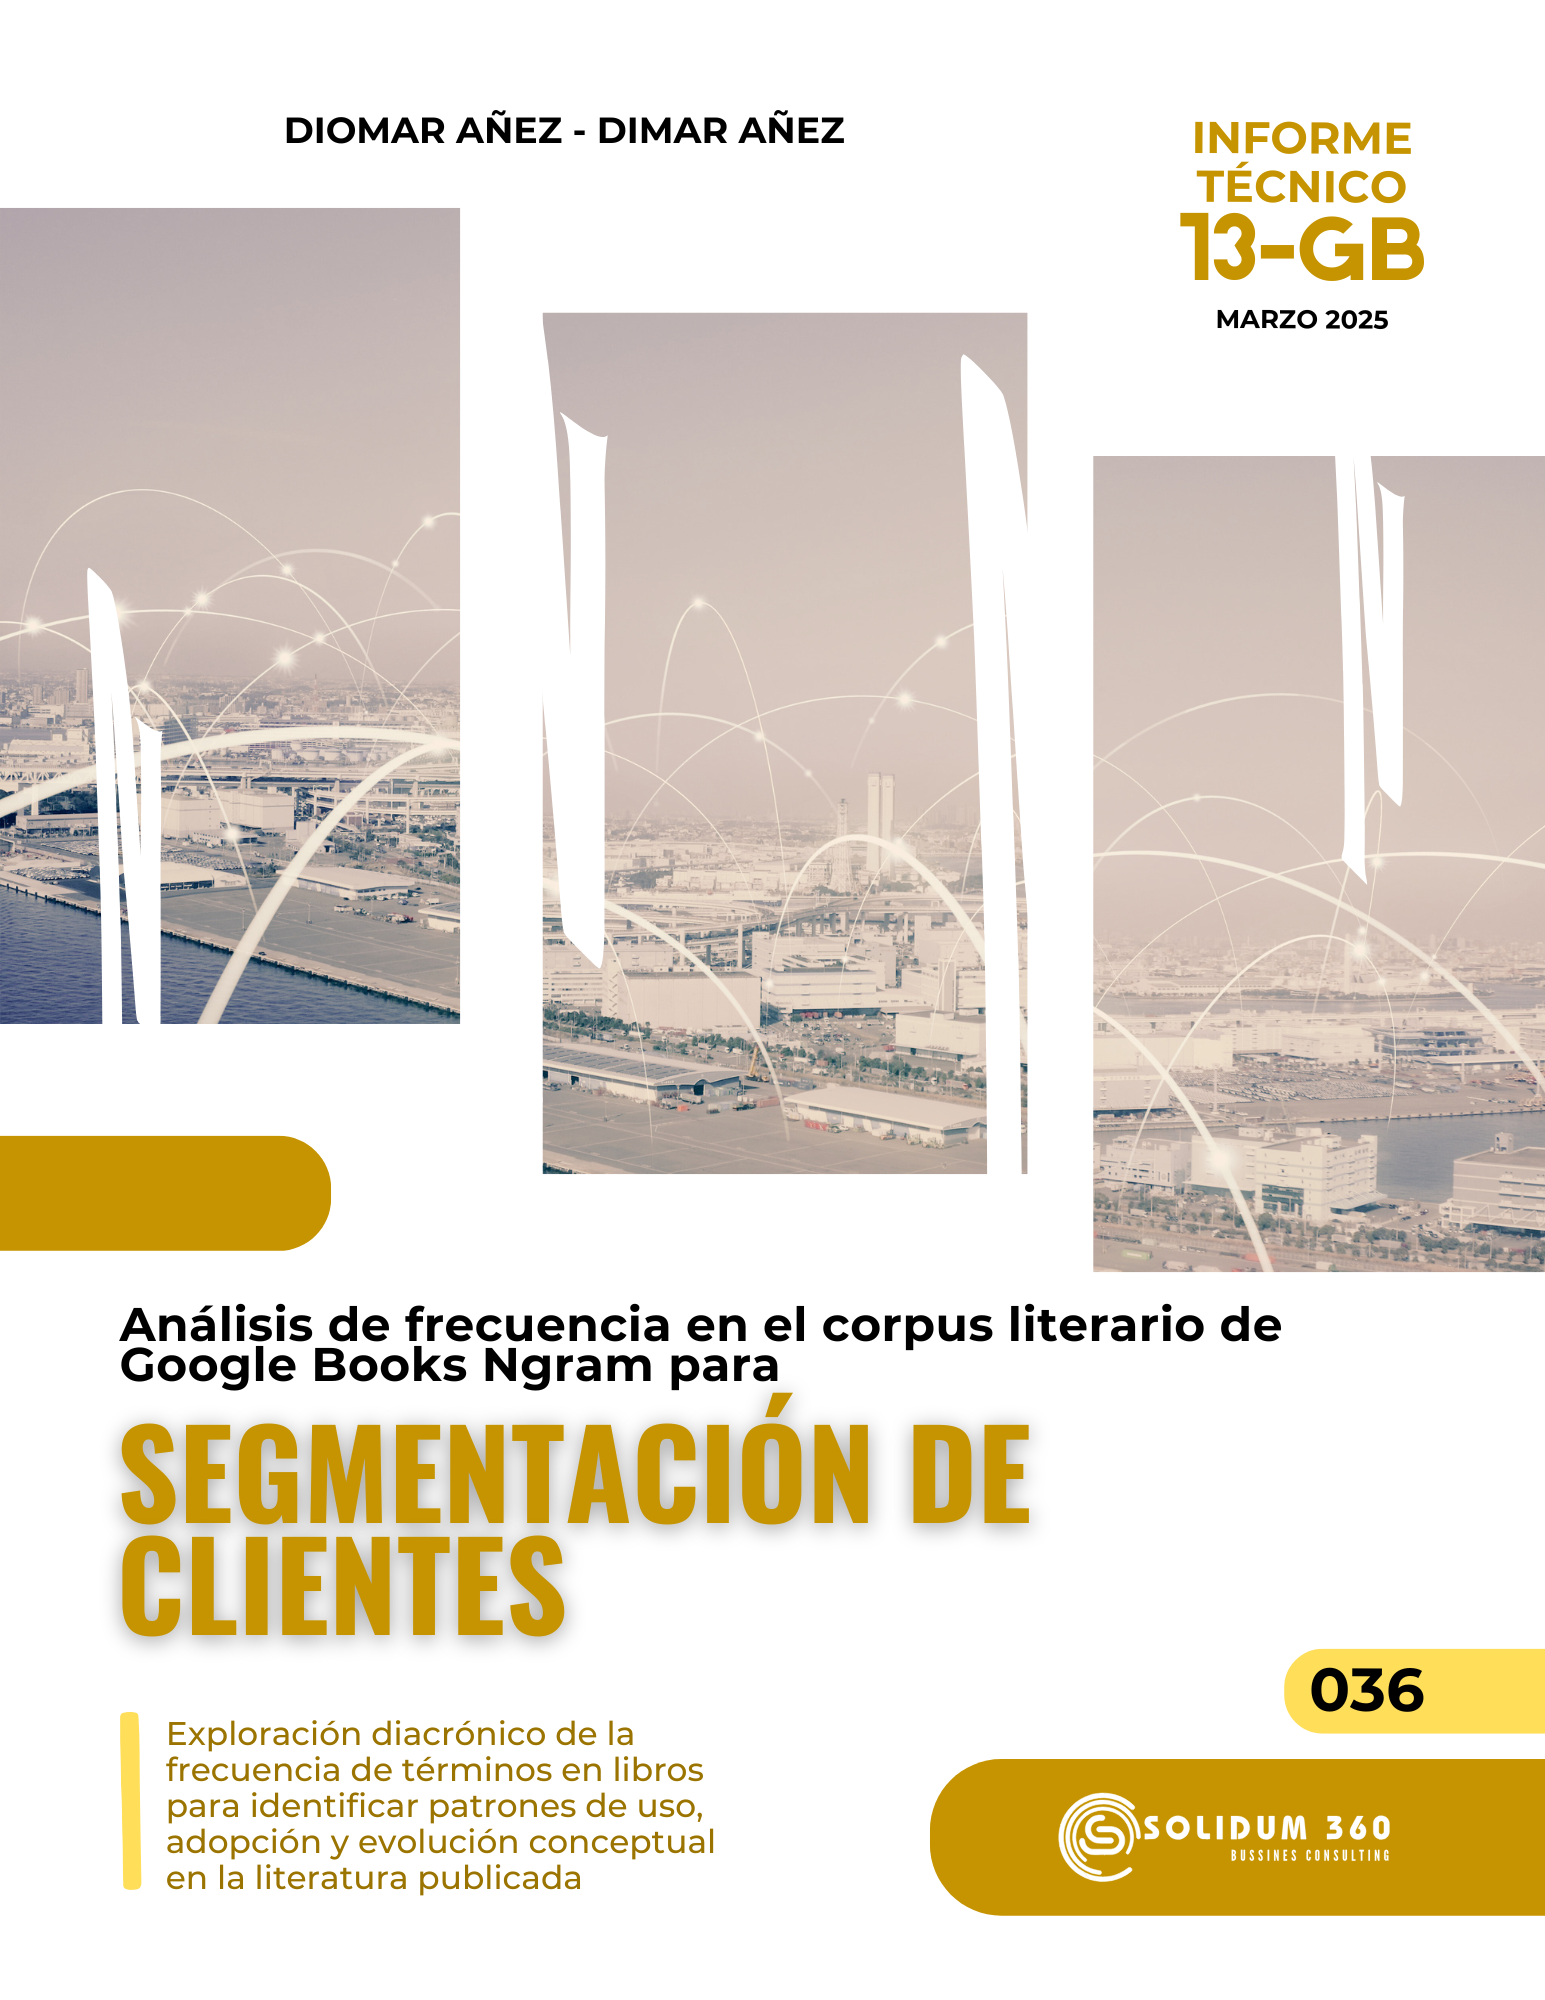 DIOMAR AÑEZ - DIMAR AÑEZ
INFORME
TÉCNICO
13-GB
MARZO 2025
Análisis de frecuencia en el corpus literario de
Google Books Ngram para
SEGMENTACIÓN DE
CLIENTES
036
Exploración diacrónico de la
frecuencia de términos en libros
para identificar patrones de uso,
adopción y evolución conceptual
en la literatura publicada
SOLIDUM 360
BUSSINES CONSULTING